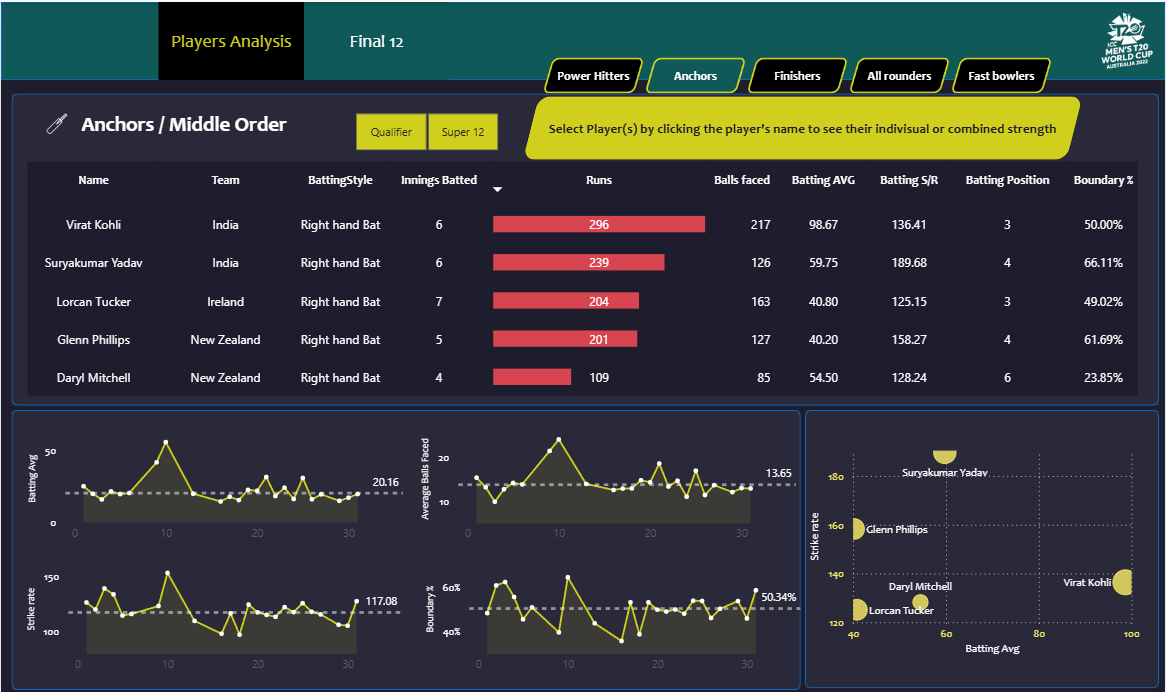 Players Analysis
Final 12
ICC
MEN'S T20
WORLD CUP
AUSTRALIA 2022
Power Hitters
Anchors
Finishers
All rounders
Fast bowlers
Anchors / Middle Order
Qualifier
Super 12
Select Player(s) by clicking the player's name to see their indivisual or combined strength
Name Team BattingStyle Innings Batted Runs Balls faced Batting AVG Batting S/R Batting Position Boundary %
Virat Kohli India Right hand Bat 6 296 217 98.67 136.41 3 50.00%
Suryakumar Yadav India Right hand Bat 6 239 126 59.75 189.68 4 66.11%
Lorcan Tucker Ireland Right hand Bat 7 204 163 40.80 125.15 3 49.02%
Glenn Phillips New Zealand Right hand Bat 5 201 127 40.20 158.27 4 61.69%
Daryl Mitchell New Zealand Right hand Bat 4 109 85 54.50 128.24 6 23.85%
Batting Avg
50
0
20.16
0 10 20 30
Average Balls Faced
20
10
13.65
0 10 20 30
Strike rate
150
100
117.08
0 10 20 30
Boundary %
60%
40%
50.34%
0 10 20 30
Strike rate
180
160
140
120
Suryakumar Yadav
Glenn Phillips
Virat Kohli
Daryl Mitchell
Lorcan Tucker
40 60 80 100
Batting Avg